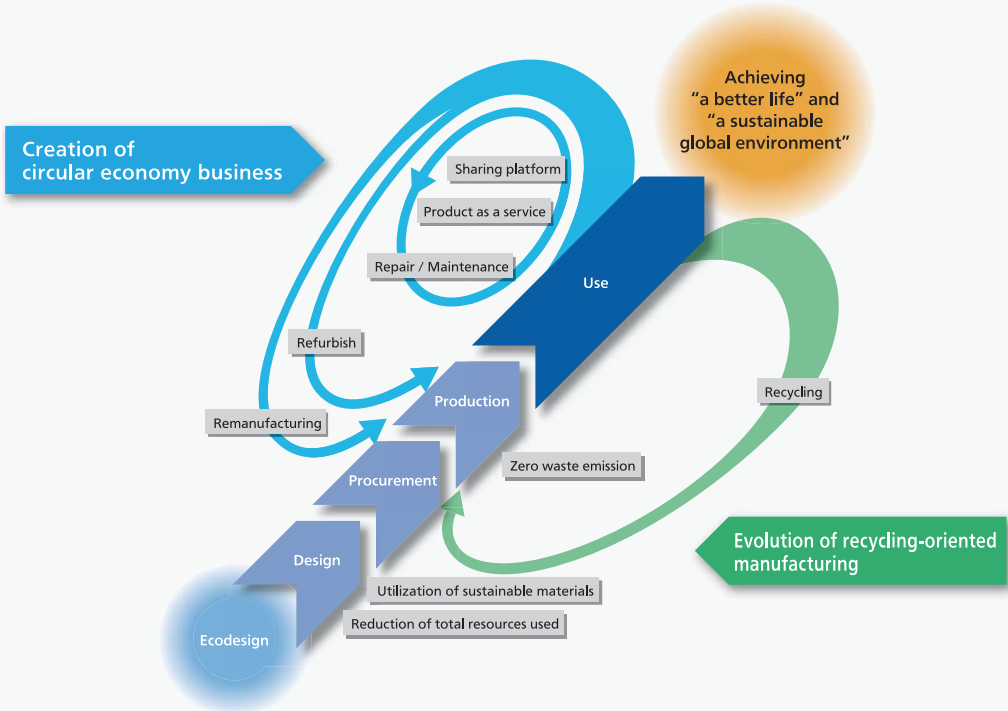 Achieving
“a better life” and
“a sustainable
global environment”
Creation of
circular economy business
Sharing platform
Product as a service
Repair / Maintenance
Use
Refurbish
Remanufacturing
Production
Recycling
Zero waste emission
Procurement
Evolution of recycling-oriented
manufacturing
Design
Utilization of sustainable materials
Reduction of total resources used
Ecodesign